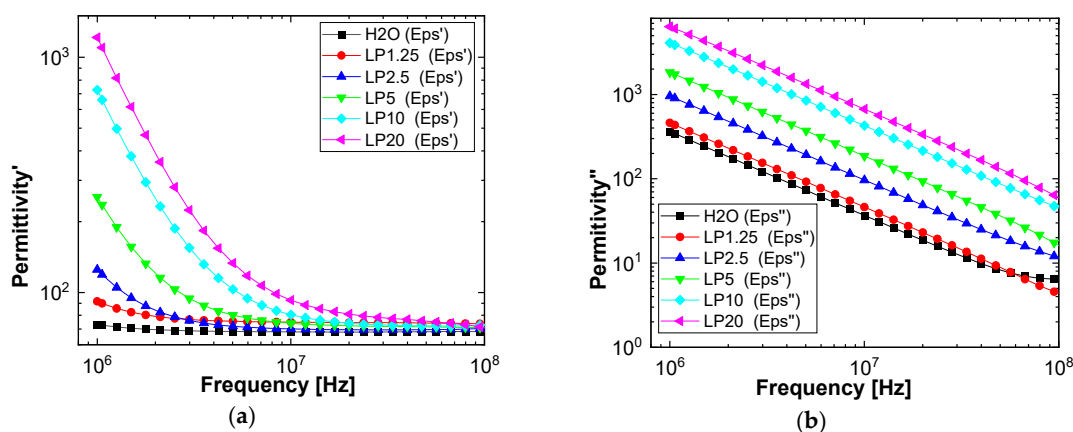 Permittivity'
10³
10²
H2O (Eps')
LP1.25 (Eps')
LP2.5 (Eps')
LP5 (Eps')
LP10 (Eps')
LP20 (Eps')
10⁶
10⁷
10⁸
Frequency [Hz]
(a)
Permitivity"
10³
10²
10¹
10⁰
H2O (Eps")
LP1.25 (Eps")
LP2.5 (Eps")
LP5 (Eps")
LP10 (Eps")
LP20 (Eps")
10⁶
10⁷
10⁸
Frequency [Hz]
(b)